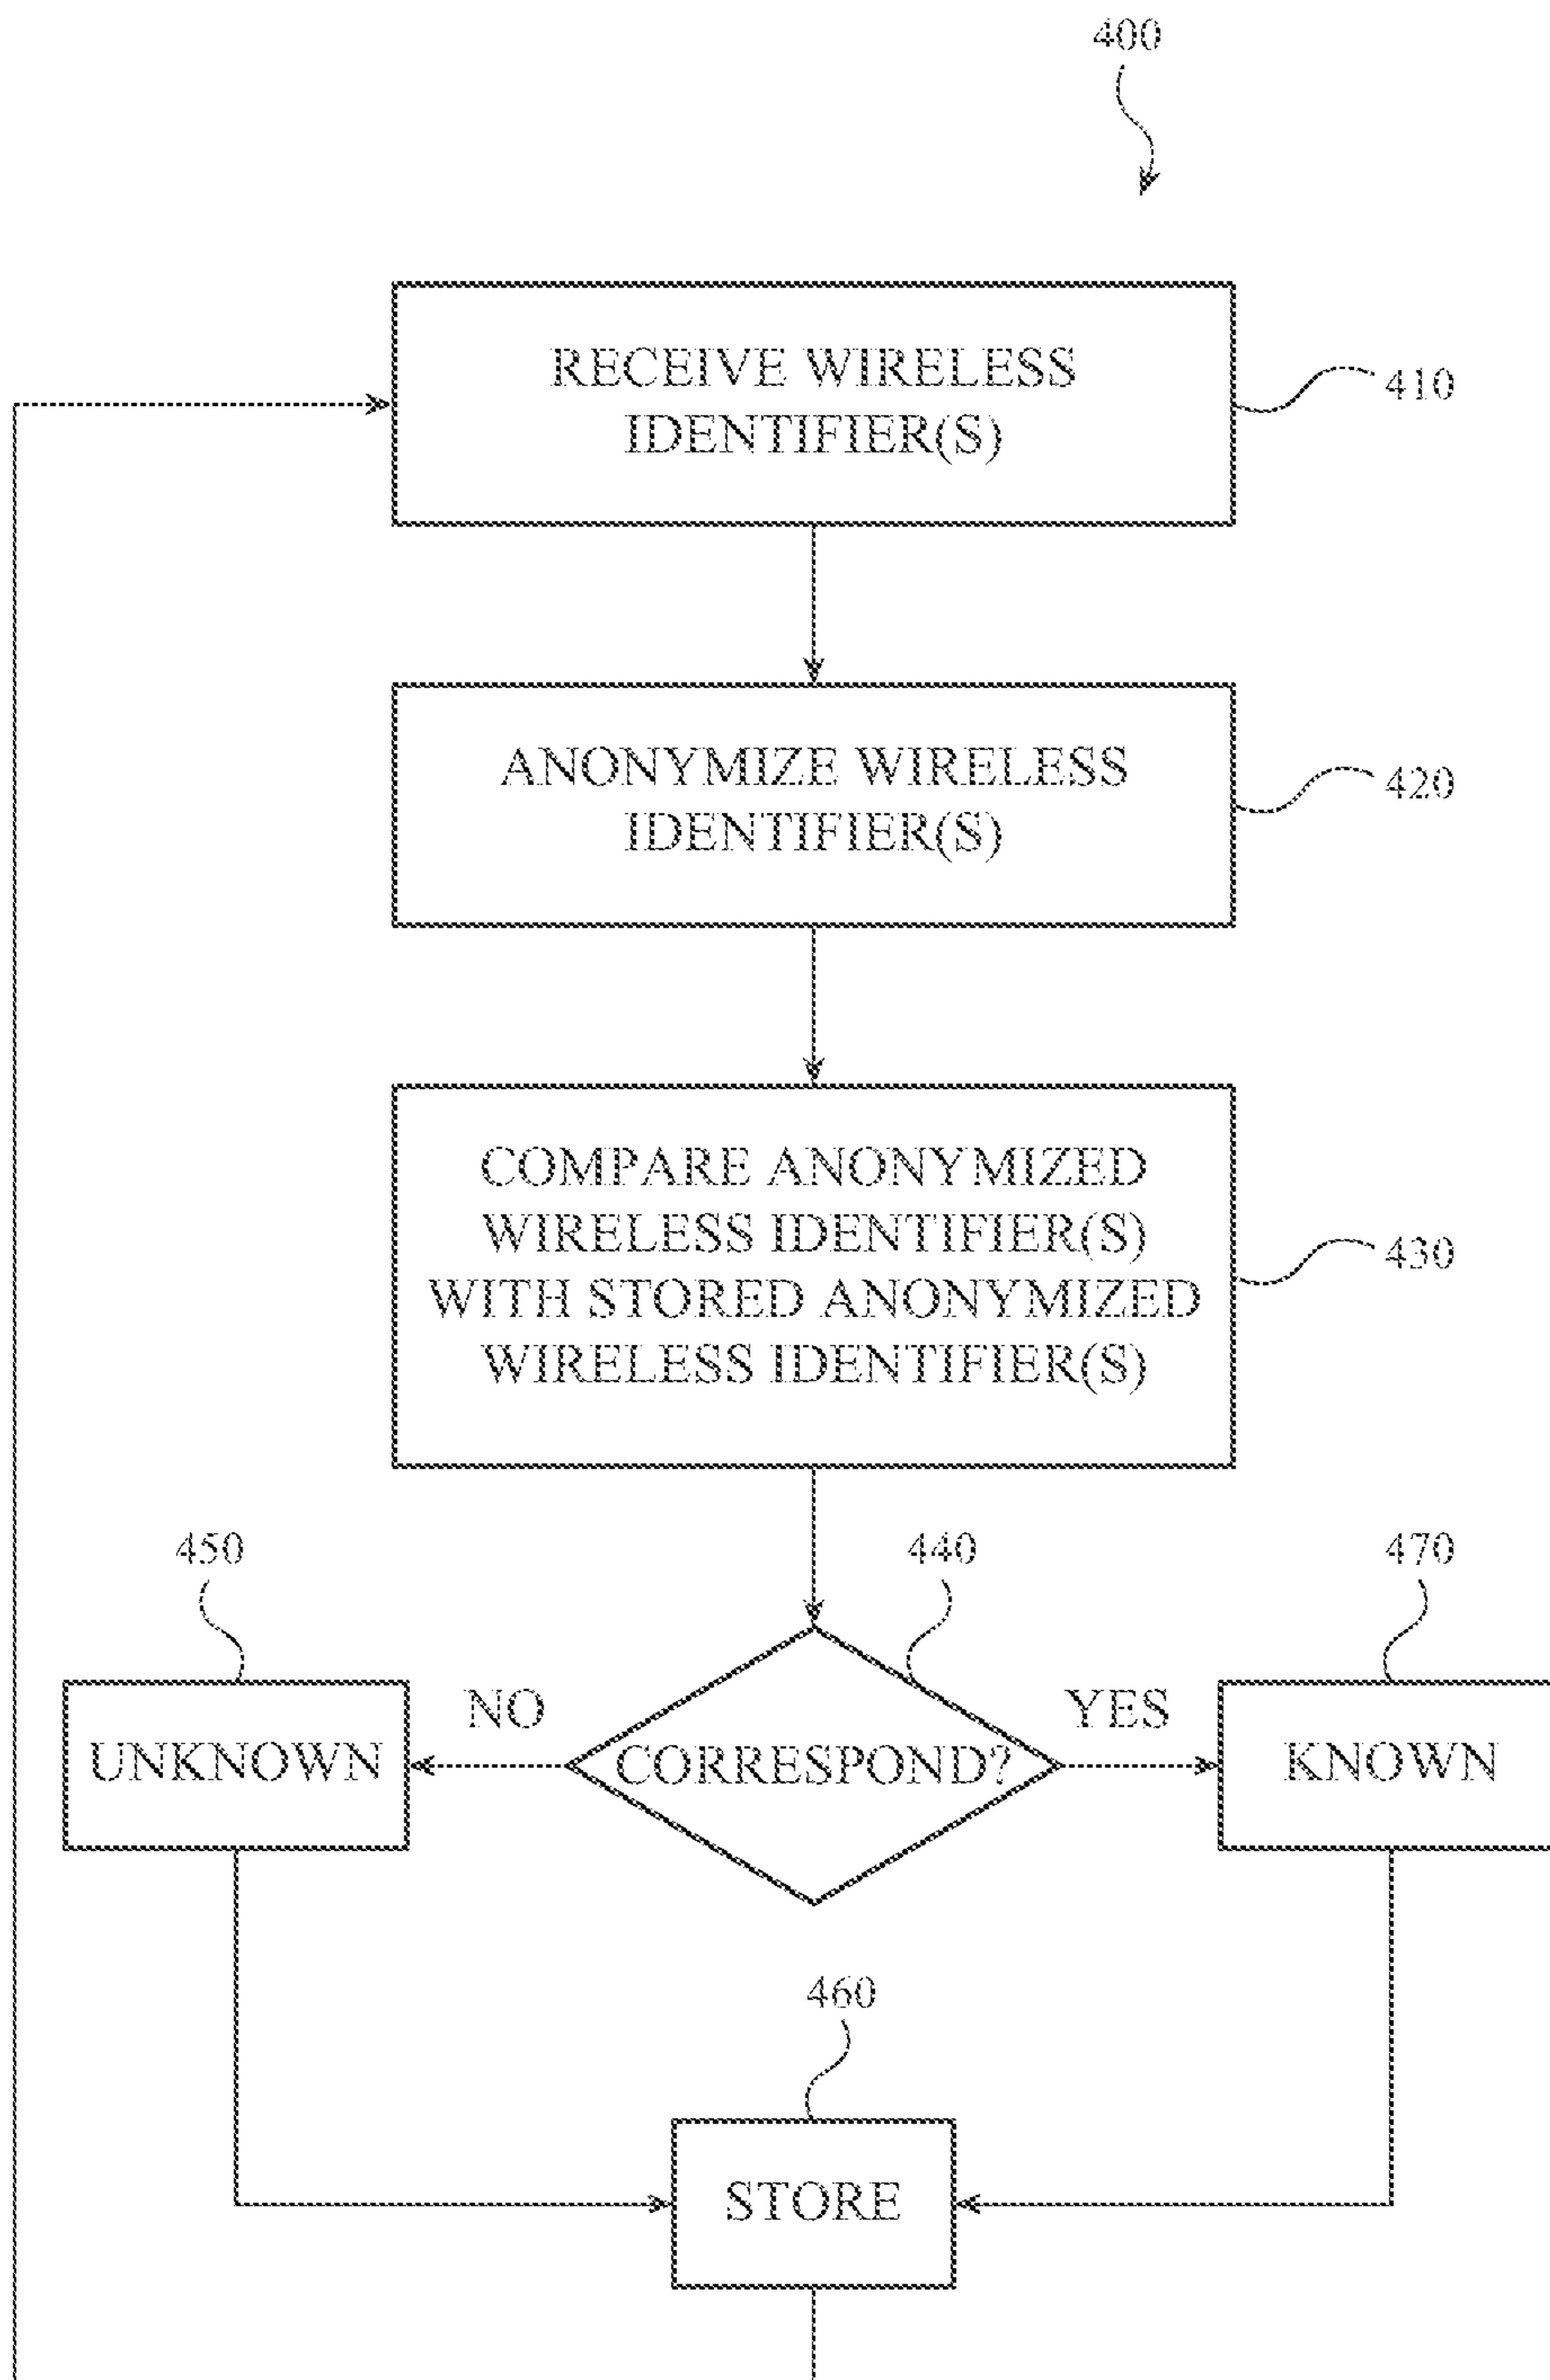 400
RECEIVE WIRELESS
IDENTIFIER(S)
410
ANONYMIZE WIRELESS
IDENTIFIER(S)
420
COMPARE ANONYMIZED
WIRELESS IDENTIFIER(S)
WITH STORED ANONYMIZED
WIRELESS IDENTIFIER(S)
430
450
440
470
UNKNOWN
NO
CORRESPOND?
YES
KNOWN
460
STORE